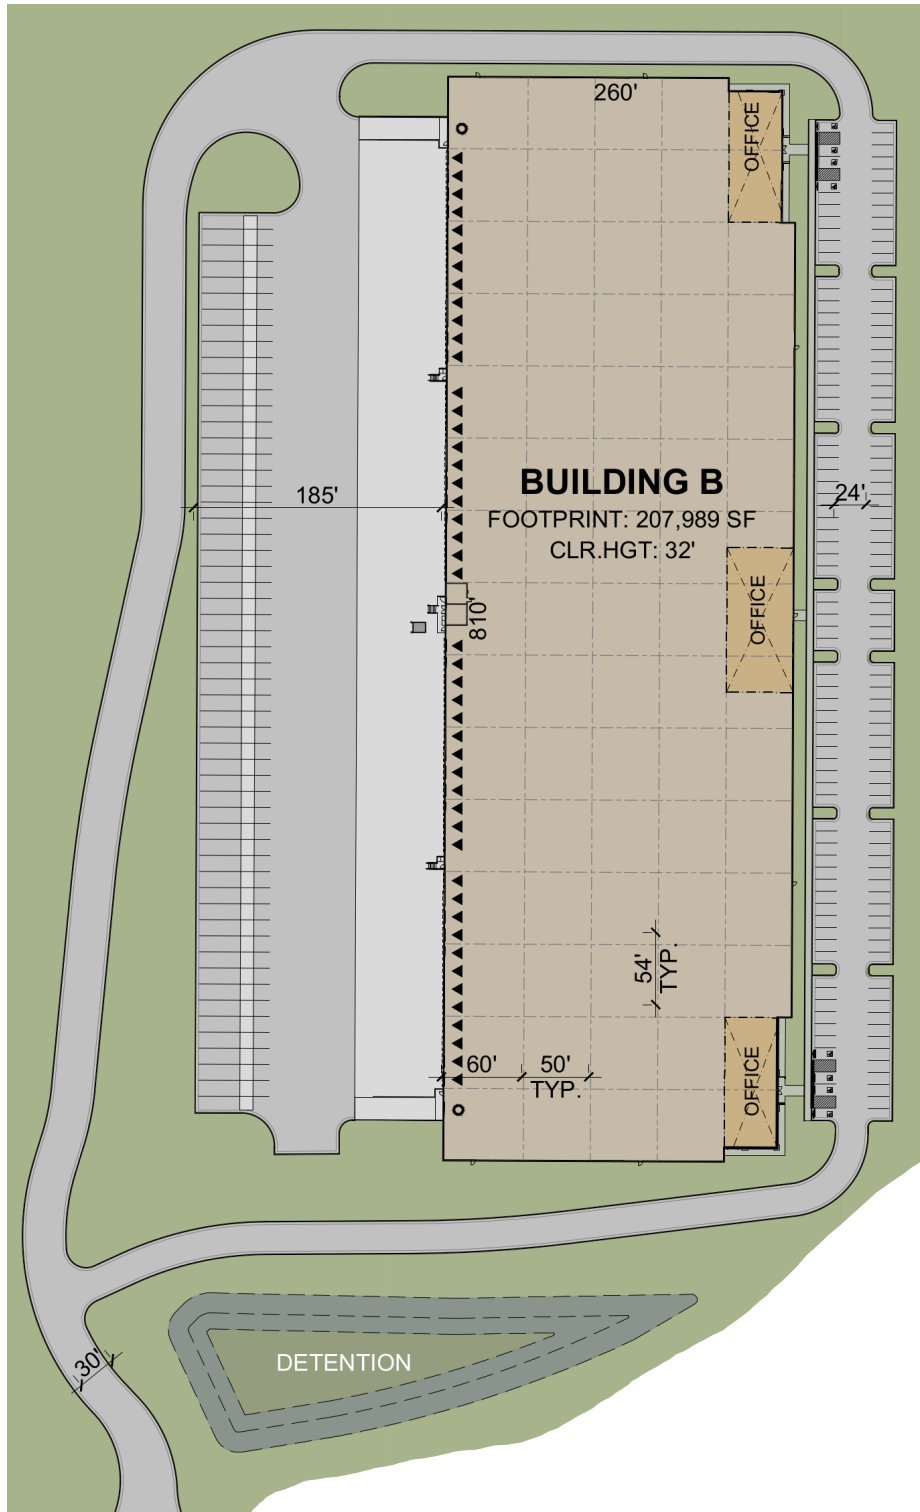 260'
OFFICE
BUILDING B
FOOTPRINT: 207,989 SF
CLR.HGT: 32'
185'
24'
OFFICE
810'
54'
TYP.
60'
50'
TYP.
OFFICE
30'
DETENTION